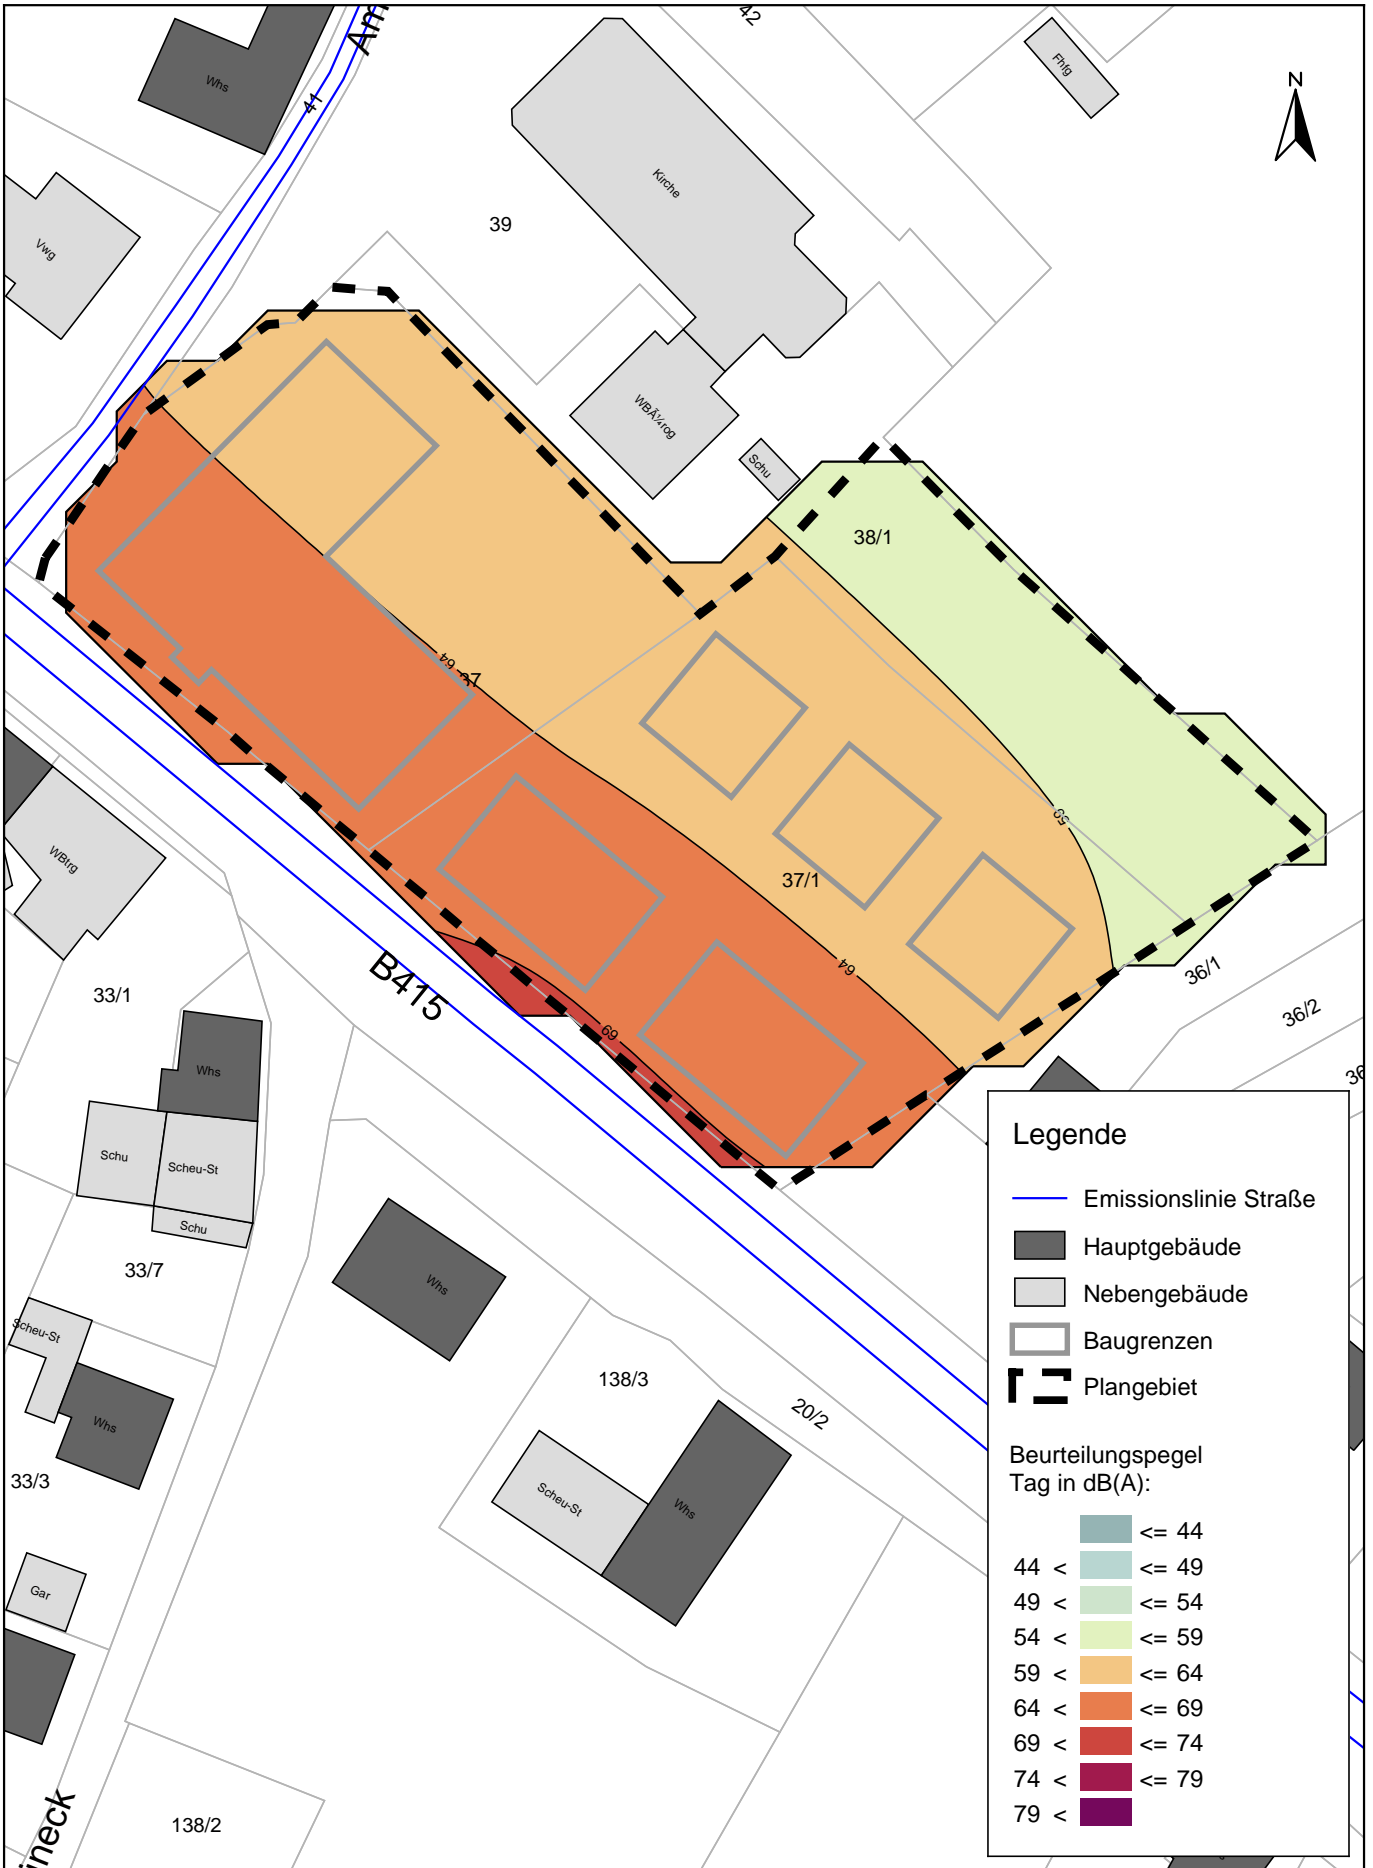 42
Am
Whs
41
Fhfg
N
Kirche
39
Vwg
WBÃ¼rog
Schu
38/1
64
37
59
37/1
WBtrg
64
B415
36/1
33/1
36/2
69
Whs
36
Schu
Scheu-St
Schu
33/7
Whs
Scheu-St
138/3
20/2
Whs
33/3
Scheu-St
Whs
Gar
138/2
ineck
Legende
Emissionslinie Straße
Hauptgebäude
Nebengebäude
Baugrenzen
Plangebiet
Beurteilungspegel
Tag in dB(A):
<= 44
44 < <= 49
49 < <= 54
54 < <= 59
59 < <= 64
64 < <= 69
69 < <= 74
74 < <= 79
79 <